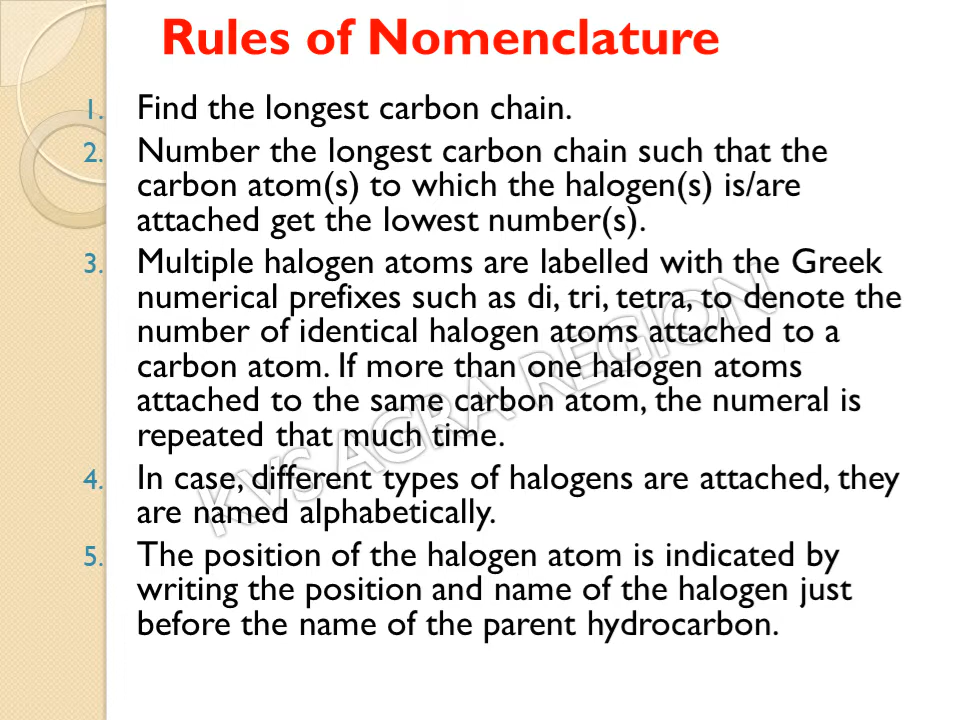 Rules of Nomenclature
1. Find the longest carbon chain.
2. Number the longest carbon chain such that the
carbon atom(s) to which the halogen(s) is/are
attached get the lowest number(s).
3. Multiple halogen atoms are labelled with the Greek
numerical prefixes such as di, tri, tetra, to denote the
number of identical halogen atoms attached to a
carbon atom. If more than one halogen atoms
attached to the same carbon atom, the numeral is
repeated that much time.
4. In case, different types of halogens are attached, they
are named alphabetically.
5. The position of the halogen atom is indicated by
writing the position and name of the halogen just
before the name of the parent hydrocarbon.
KVS AGRA REGION